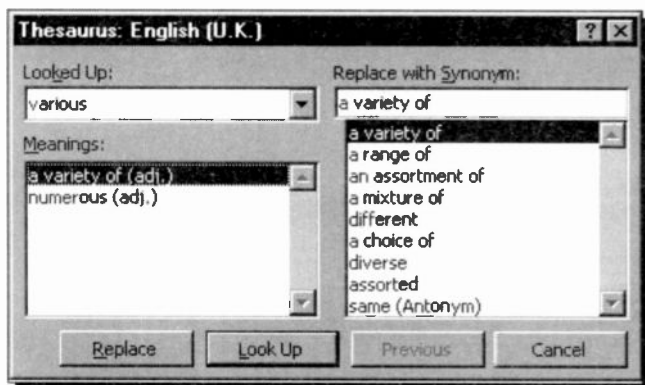 Thesaurus: English (U.K.)
Looked Up:
various
Meanings:
a variety of (adj.)
numerous (adj.)
Replace with Synonym:
a variety of
a variety of
a range of
an assortment of
a mixture of
different
a choice of
diverse
assorted
same (Antonym)
Replace
Look Up
Previous
Cancel